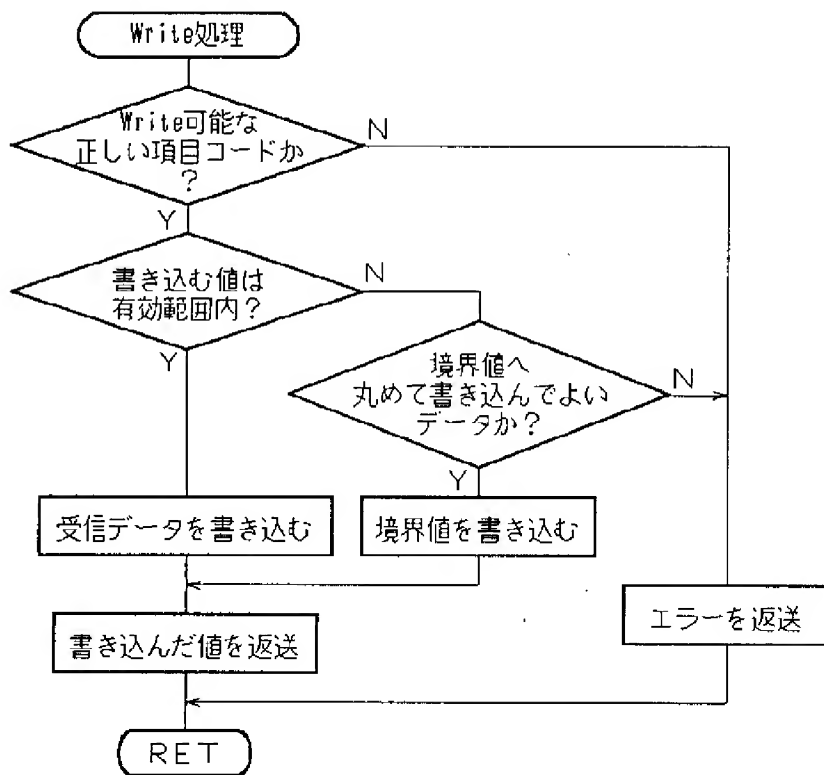 Write処理
Write可能な
正しい項目コードか
?
N
Y
書き込む値は
有効範囲内?
N
Y
境界値へ
丸めて書き込んでよい
データか?
N
Y
受信データを書き込む
境界値を書き込む
エラーを返送
書き込んだ値を返送
RET